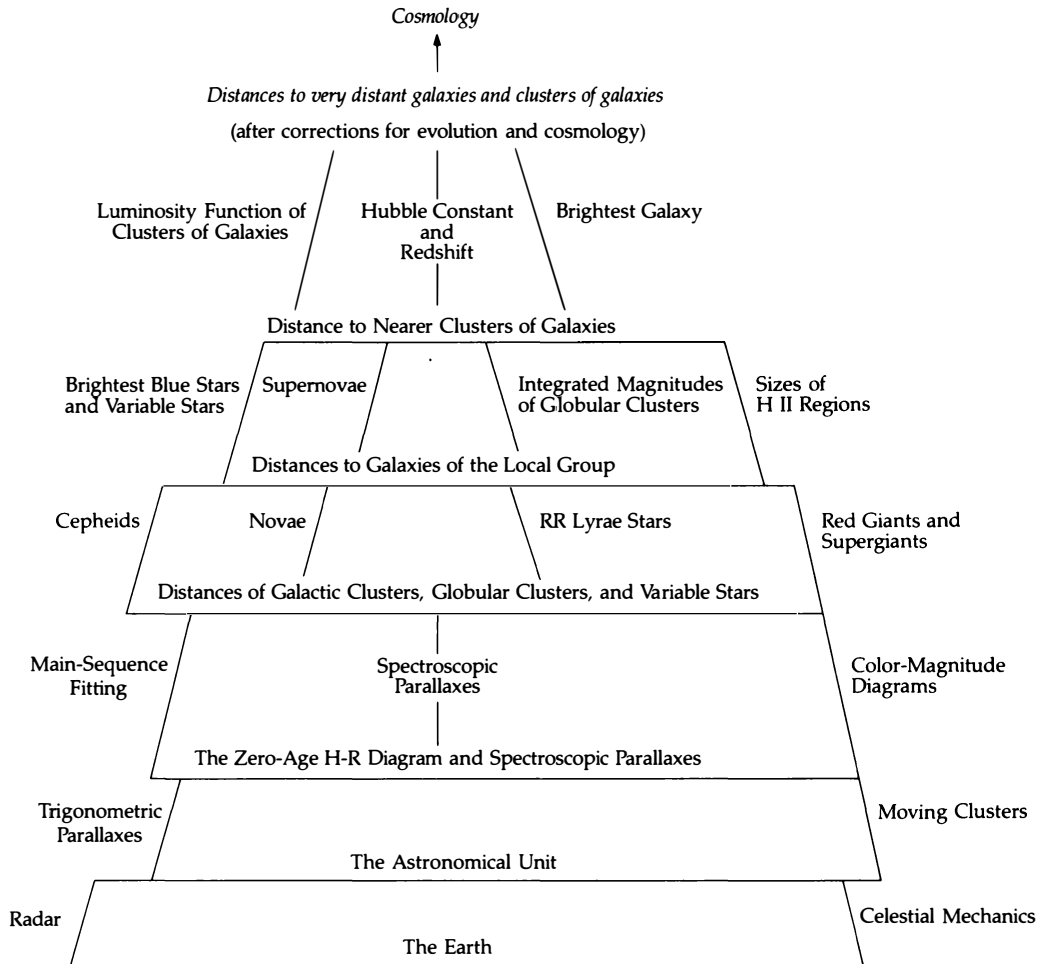 Cosmology
Distances to very distant galaxies and clusters of galaxies
(after corrections for evolution and cosmology)
Luminosity Function of
Clusters of Galaxies
Hubble Constant
and
Redshift
Brightest Galaxy
Distance to Nearer Clusters of Galaxies
Brightest Blue Stars
and Variable Stars
Supernovae
Integrated Magnitudes
of Globular Clusters
Sizes of
H II Regions
Distances to Galaxies of the Local Group
Cepheids
Novae
RR Lyrae Stars
Red Giants and
Supergiants
Distances of Galactic Clusters, Globular Clusters, and Variable Stars
Main-Sequence
Fitting
Spectroscopic
Parallaxes
Color-Magnitude
Diagrams
The Zero-Age H-R Diagram and Spectroscopic Parallaxes
Trigonometric
Parallaxes
Moving Clusters
The Astronomical Unit
Radar
Celestial Mechanics
The Earth